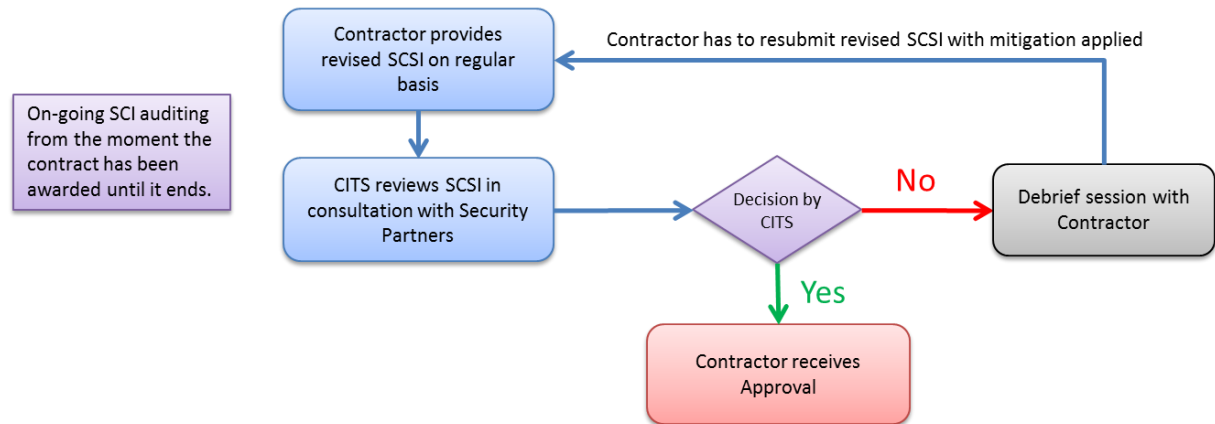 Contractor provides
revised SCSI on regular
basis
Contractor has to resubmit revised SCSI with mitigation applied
On-going SCI auditing
from the moment the
contract has been
awarded until it ends.
CITS reviews SCSI in
consultation with Security
Partners
Decision by
CITS
No
Debrief session with
Contractor
Yes
Contractor receives
Approval